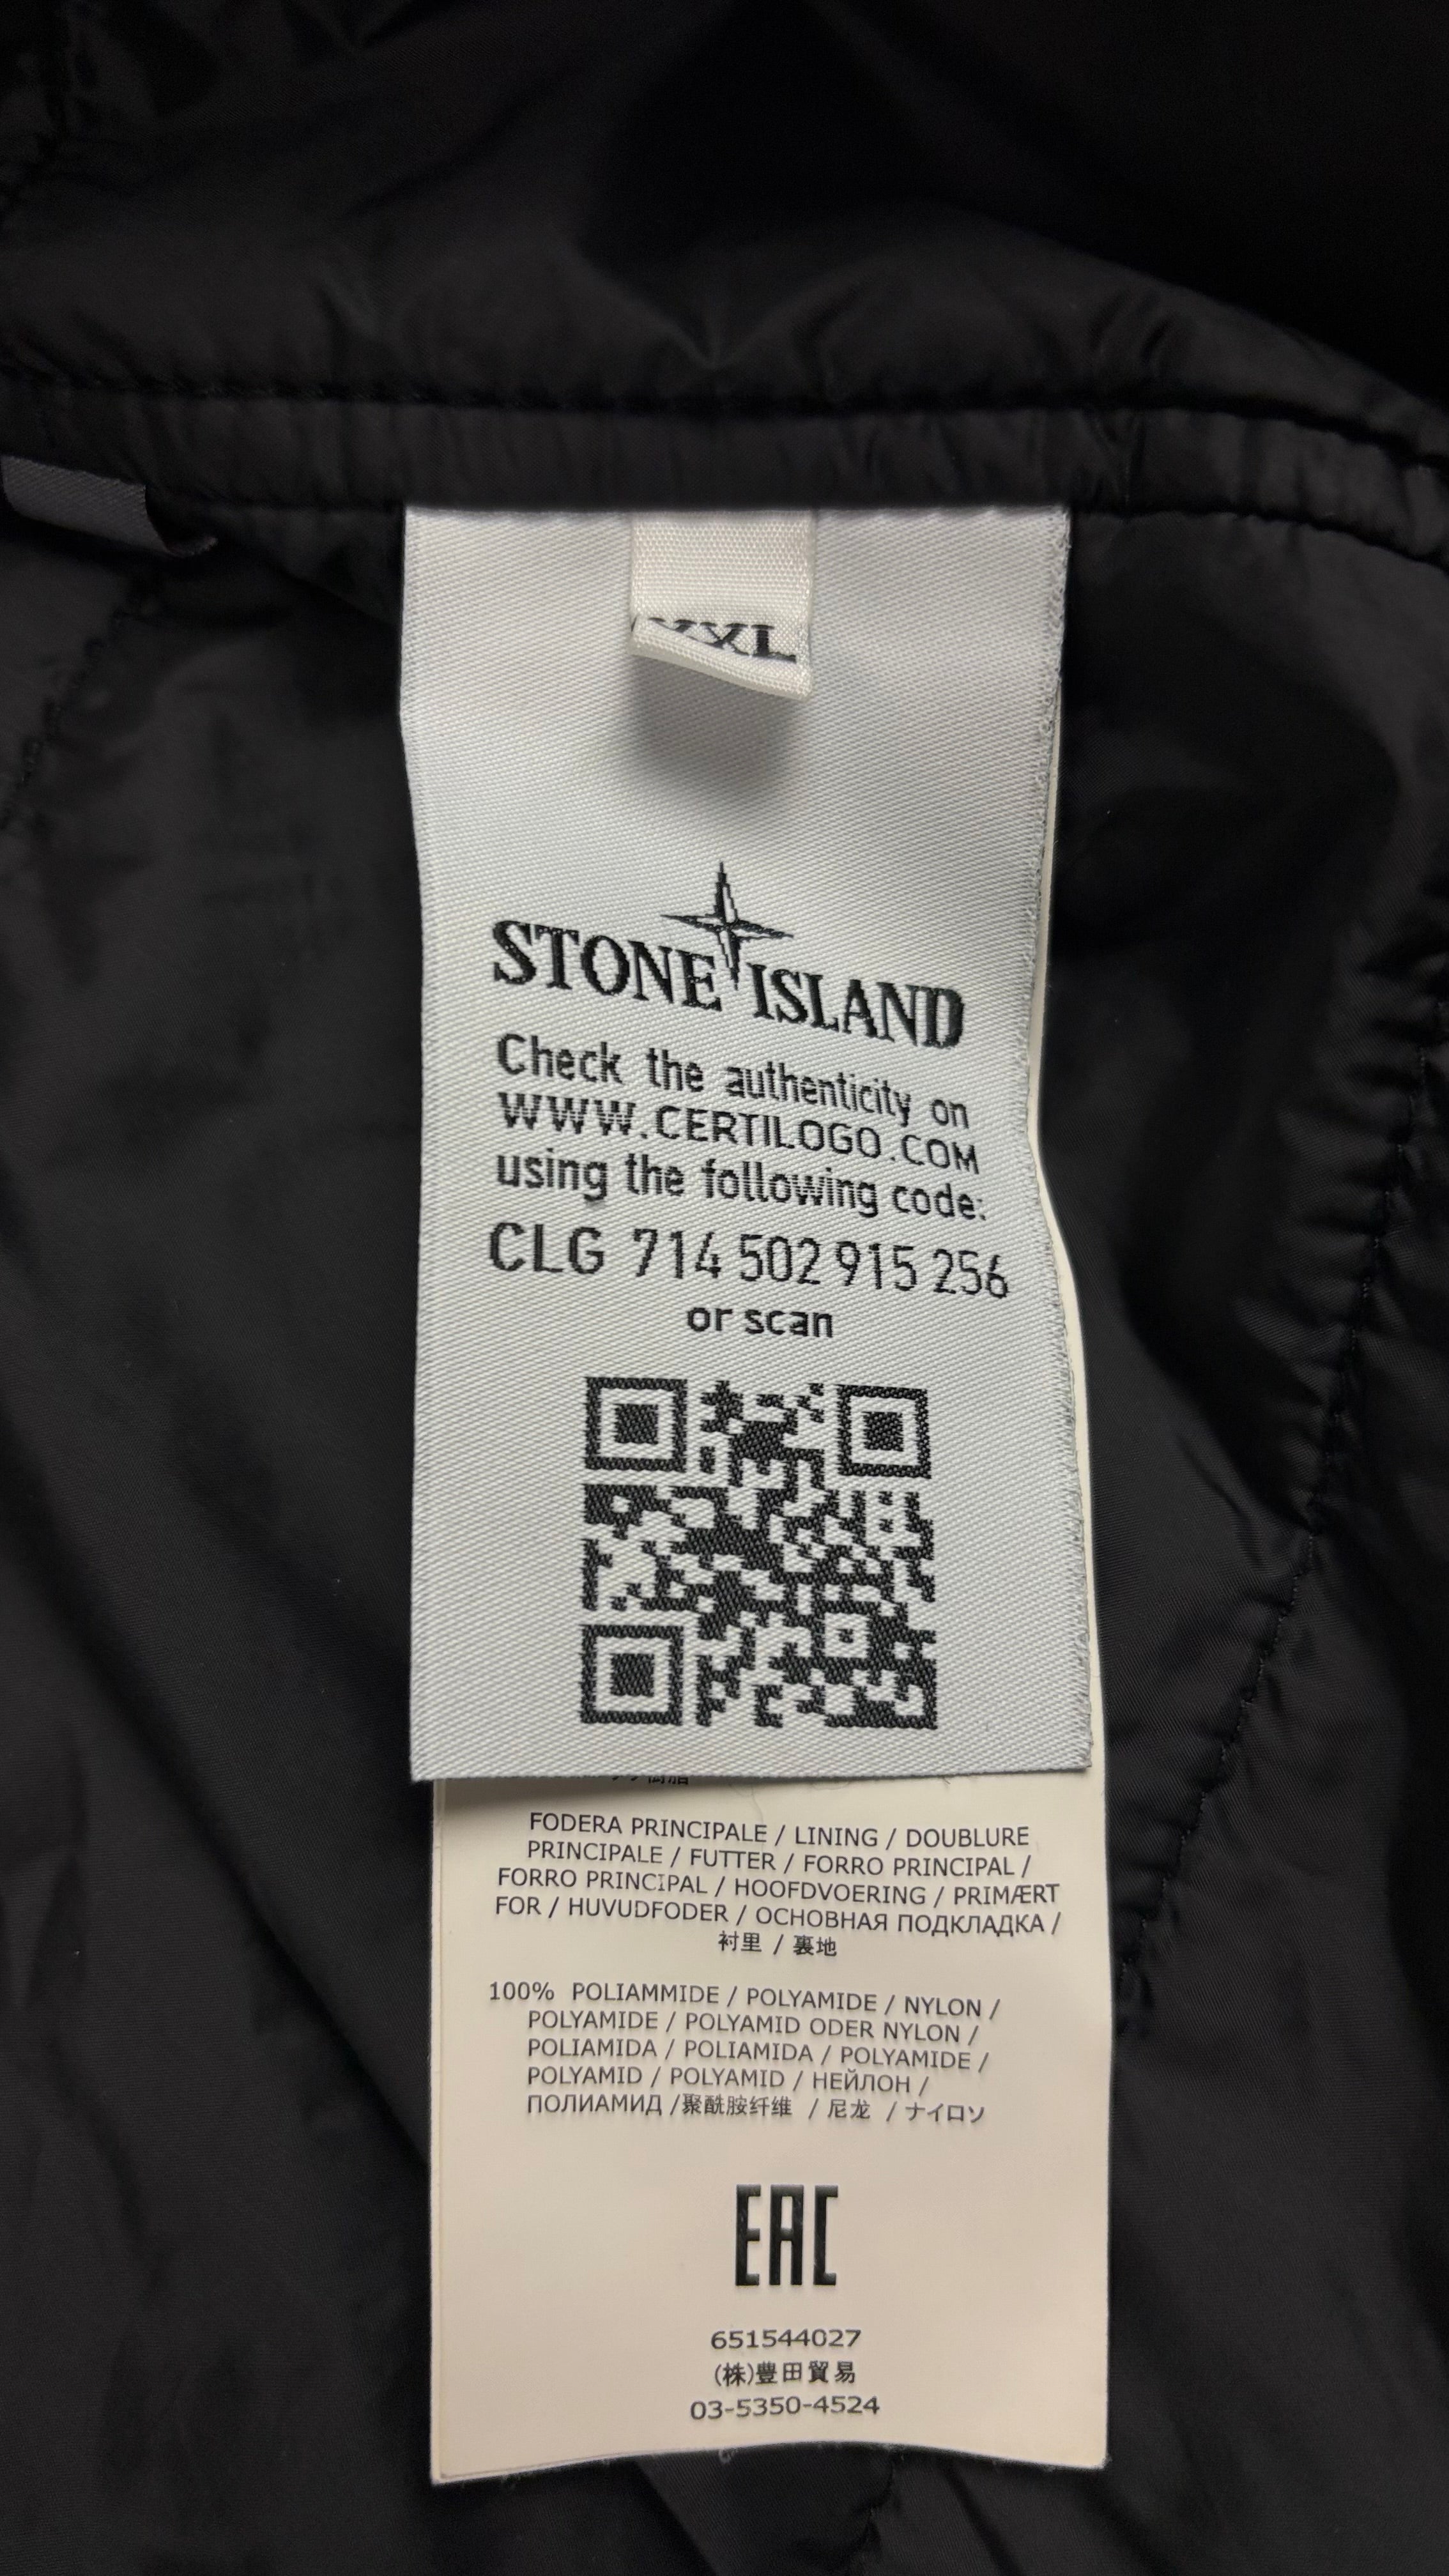 XXL
STONE ISLAND
Check the authenticity on
WWW.CERTILOGO.COM
using the following code:
CLG 714 502 915 256
or scan
FODERA PRINCIPALE / LINING / DOUBLURE
PRINCIPALE / FUTTER / FORRO PRINCIPAL /
FORRO PRINCIPAL / HOOFDVOERING / PRIMÆRT
FOR / HUVUDFODER / ОСНОВНАЯ ПОДКЛАДКА /
衬里 / 裏地
100% POLIAMMIDE / POLYAMIDE / NYLON /
POLYAMIDE / POLYAMID ODER NYLON /
POLIAMIDA / POLIAMIDA / POLYAMIDE /
POLYAMID / POLYAMID / НЕЙЛОН /
ПОЛИАМИД /聚酰胺纤维 / 尼龙 / ナイロン
EAC
651544027
(株)豊田貿易
03-5350-4524